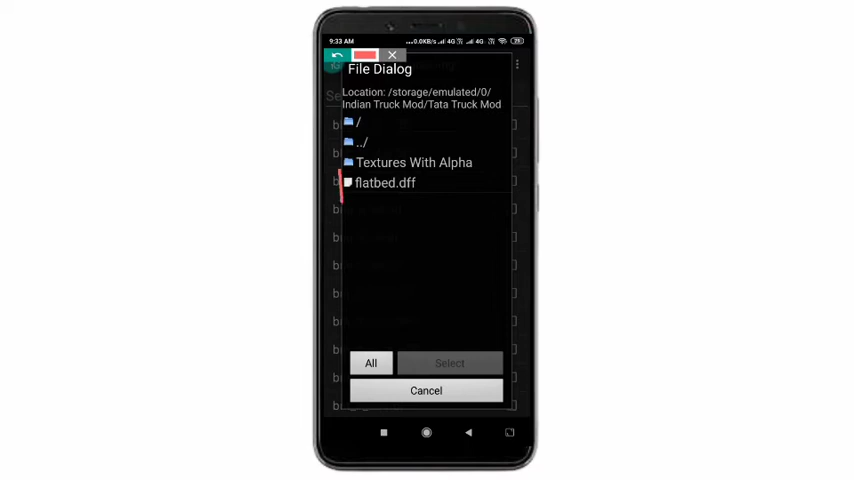 9:33 AM
...0.0KB/s 4G 4G
File Dialog
Location: /storage/emulated/0/
Indian Truck Mod/Tata Truck Mod
/
../
Textures With Alpha
flatbed.dff
All
Select
Cancel